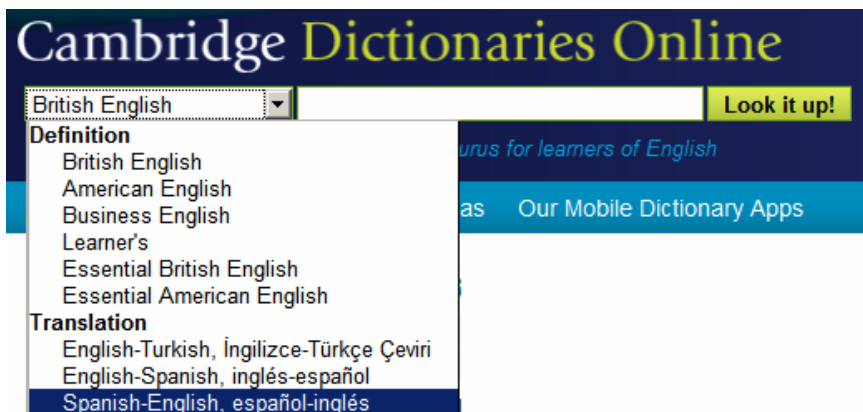 Cambridge Dictionaries Online
British English Look it up!
Definition
British English
urus for learners of English
American English
Business English
as Our Mobile Dictionary Apps
Learner's
Essential British English
Essential American English
Translation
English-Turkish, İngilizce-Türkçe Çeviri
English-Spanish, inglés-español
Spanish-English, español-inglés